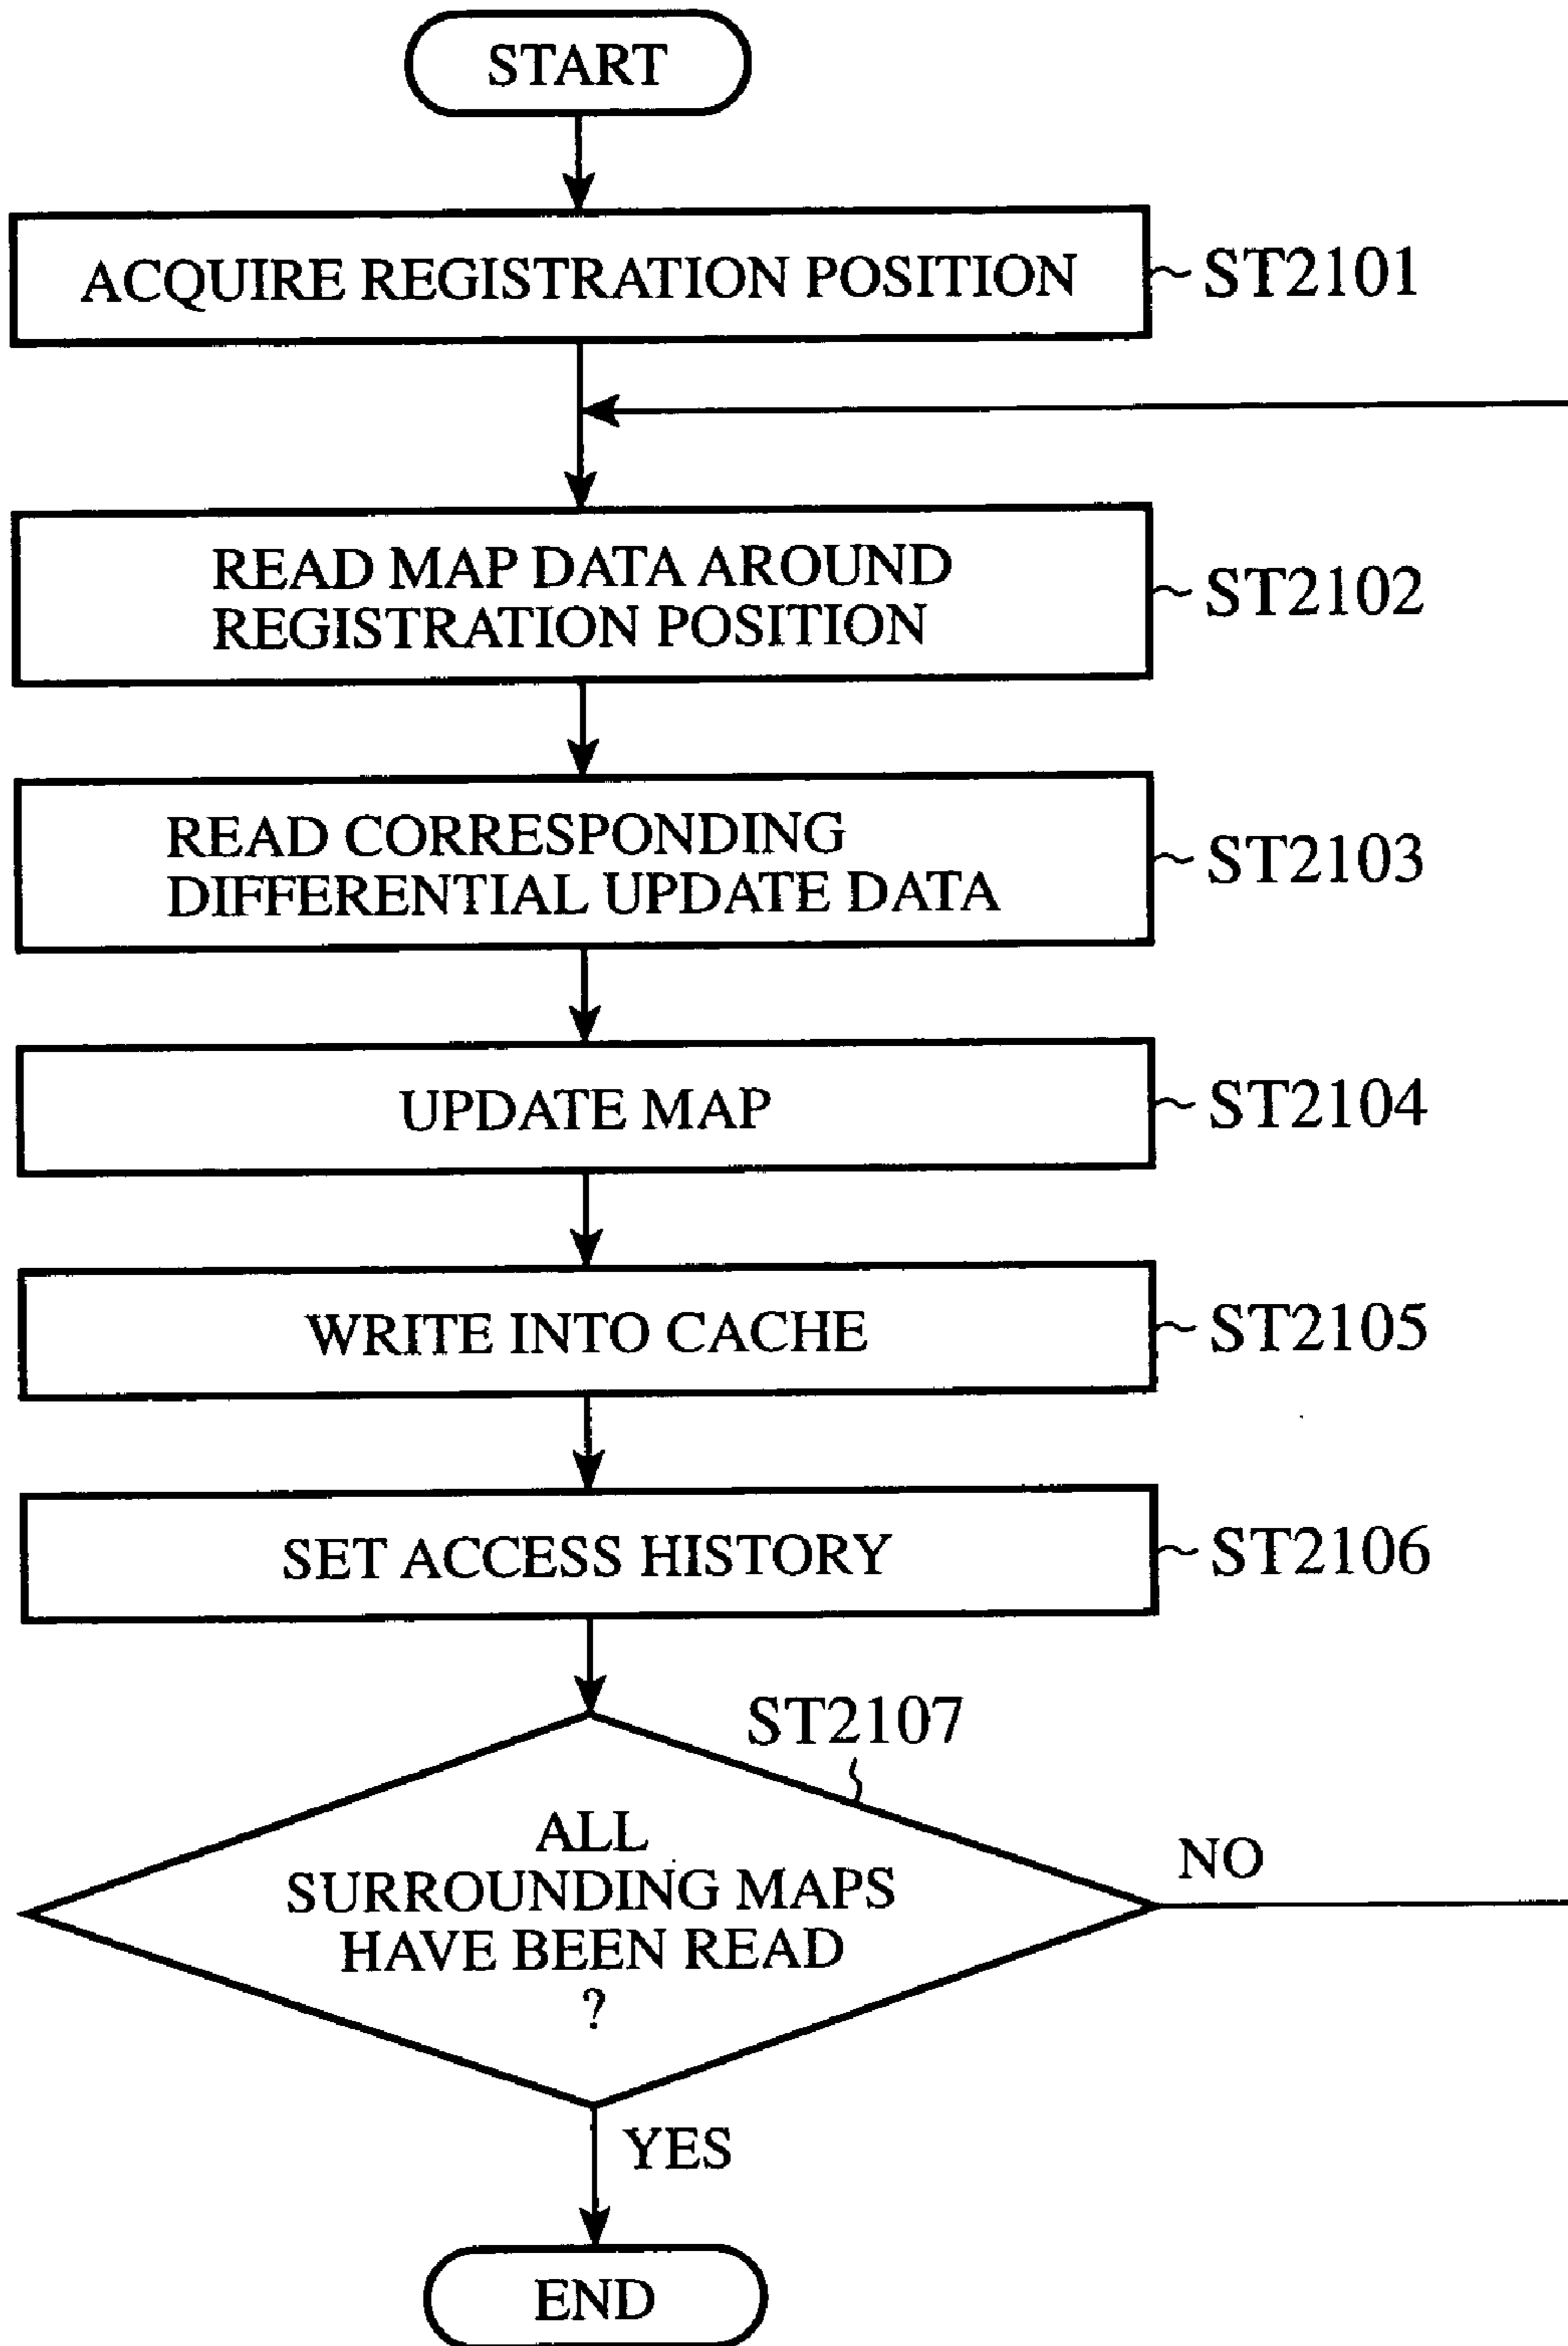 START
ACQUIRE REGISTRATION POSITION
ST2101
READ MAP DATA AROUND
REGISTRATION POSITION
ST2102
READ CORRESPONDING
DIFFERENTIAL UPDATE DATA
ST2103
UPDATE MAP
ST2104
WRITE INTO CACHE
ST2105
SET ACCESS HISTORY
ST2106
ST2107
ALL
SURROUNDING MAPS
HAVE BEEN READ
?
NO
YES
END